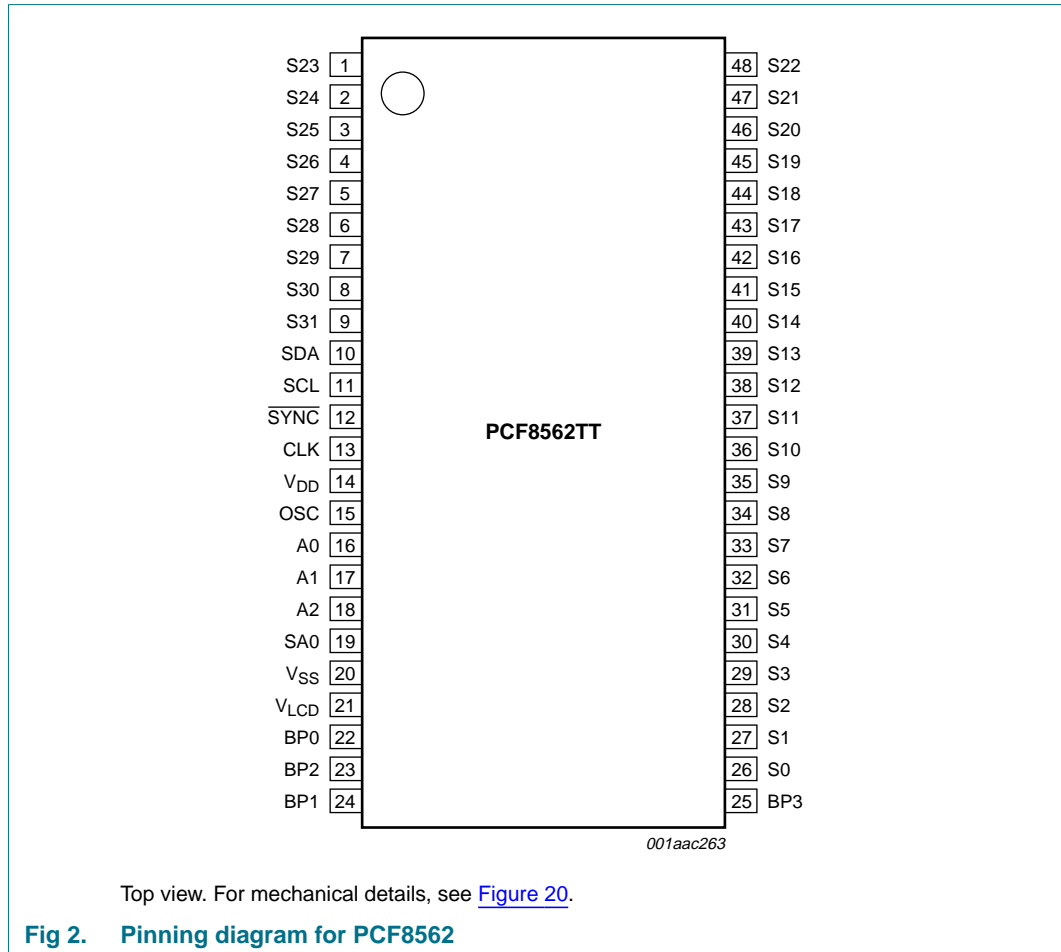 S23 1 48 S22
S24 2 47 S21
S25 3 46 S20
S26 4 45 S19
S27 5 44 S18
S28 6 43 S17
S29 7 42 S16
S30 8 41 S15
S31 9 40 S14
SDA 10 39 S13
SCL 11 38 S12
SYNC 12 37 S11
PCF8562TT
CLK 13 36 S10
VDD 14 35 S9
OSC 15 34 S8
A0 16 33 S7
A1 17 32 S6
A2 18 31 S5
SA0 19 30 S4
VSS 20 29 S3
VLCD 21 28 S2
BP0 22 27 S1
BP2 23 26 S0
BP1 24 25 BP3
001aac263
Top view. For mechanical details, see Figure 20.
Fig 2. Pinning diagram for PCF8562